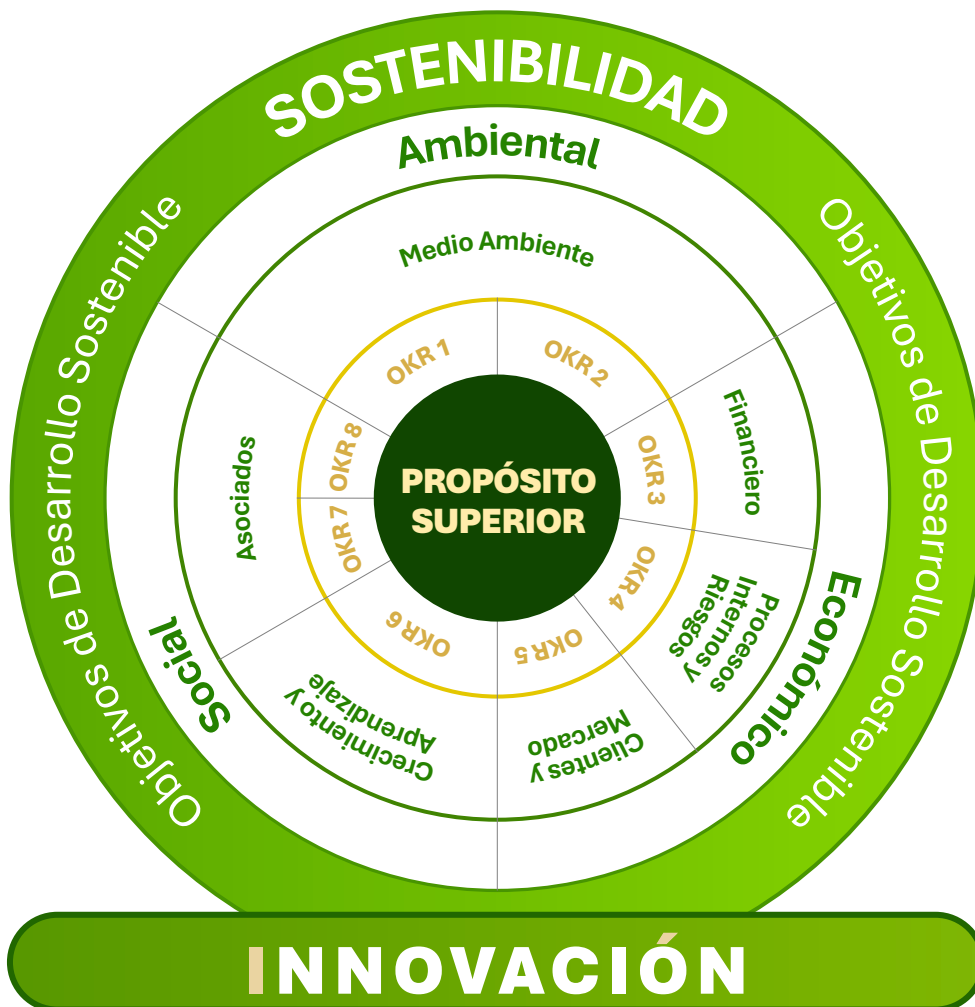 SOSTENIBILIDAD
Objetivos de Desarrollo Sostenible
Objetivos de Desarrollo Sostenible
Ambiental
Económico
Social
Medio Ambiente
Financiero
Procesos
Internos y
Riesgos
Clientes y
Mercado
Crecimiento y
Aprendizaje
Asociados
OKR 1
OKR 2
OKR 3
OKR 4
OKR 5
OKR 6
OKR 7
OKR 8
PROPÓSITO
SUPERIOR
INNOVACIÓN